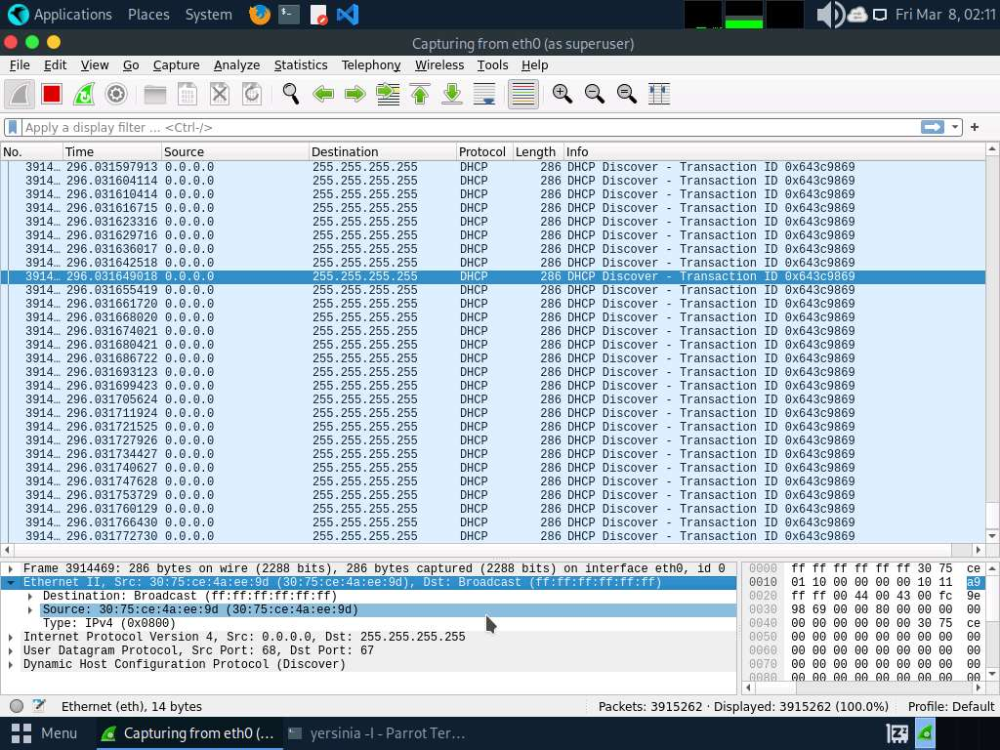 Applications Places System Fri Mar 8, 02:11
Capturing from eth0 (as superuser)
File Edit View Go Capture Analyze Statistics Telephony Wireless Tools Help
Apply a display filter ... <Ctrl-/>
No. Time Source Destination Protocol Length Info
3914… 296.031597913 0.0.0.0 255.255.255.255 DHCP 286 DHCP Discover - Transaction ID 0x643c9869
3914… 296.031604114 0.0.0.0 255.255.255.255 DHCP 286 DHCP Discover - Transaction ID 0x643c9869
3914… 296.031610414 0.0.0.0 255.255.255.255 DHCP 286 DHCP Discover - Transaction ID 0x643c9869
3914… 296.031616715 0.0.0.0 255.255.255.255 DHCP 286 DHCP Discover - Transaction ID 0x643c9869
3914… 296.031623316 0.0.0.0 255.255.255.255 DHCP 286 DHCP Discover - Transaction ID 0x643c9869
3914… 296.031629716 0.0.0.0 255.255.255.255 DHCP 286 DHCP Discover - Transaction ID 0x643c9869
3914… 296.031636017 0.0.0.0 255.255.255.255 DHCP 286 DHCP Discover - Transaction ID 0x643c9869
3914… 296.031642518 0.0.0.0 255.255.255.255 DHCP 286 DHCP Discover - Transaction ID 0x643c9869
3914… 296.031649018 0.0.0.0 255.255.255.255 DHCP 286 DHCP Discover - Transaction ID 0x643c9869
3914… 296.031655419 0.0.0.0 255.255.255.255 DHCP 286 DHCP Discover - Transaction ID 0x643c9869
3914… 296.031661720 0.0.0.0 255.255.255.255 DHCP 286 DHCP Discover - Transaction ID 0x643c9869
3914… 296.031668020 0.0.0.0 255.255.255.255 DHCP 286 DHCP Discover - Transaction ID 0x643c9869
3914… 296.031674021 0.0.0.0 255.255.255.255 DHCP 286 DHCP Discover - Transaction ID 0x643c9869
3914… 296.031680421 0.0.0.0 255.255.255.255 DHCP 286 DHCP Discover - Transaction ID 0x643c9869
3914… 296.031686722 0.0.0.0 255.255.255.255 DHCP 286 DHCP Discover - Transaction ID 0x643c9869
3914… 296.031693123 0.0.0.0 255.255.255.255 DHCP 286 DHCP Discover - Transaction ID 0x643c9869
3914… 296.031699423 0.0.0.0 255.255.255.255 DHCP 286 DHCP Discover - Transaction ID 0x643c9869
3914… 296.031705624 0.0.0.0 255.255.255.255 DHCP 286 DHCP Discover - Transaction ID 0x643c9869
3914… 296.031711924 0.0.0.0 255.255.255.255 DHCP 286 DHCP Discover - Transaction ID 0x643c9869
3914… 296.031721525 0.0.0.0 255.255.255.255 DHCP 286 DHCP Discover - Transaction ID 0x643c9869
3914… 296.031727926 0.0.0.0 255.255.255.255 DHCP 286 DHCP Discover - Transaction ID 0x643c9869
3914… 296.031734427 0.0.0.0 255.255.255.255 DHCP 286 DHCP Discover - Transaction ID 0x643c9869
3914… 296.031740627 0.0.0.0 255.255.255.255 DHCP 286 DHCP Discover - Transaction ID 0x643c9869
3914… 296.031747628 0.0.0.0 255.255.255.255 DHCP 286 DHCP Discover - Transaction ID 0x643c9869
3914… 296.031753729 0.0.0.0 255.255.255.255 DHCP 286 DHCP Discover - Transaction ID 0x643c9869
3914… 296.031760129 0.0.0.0 255.255.255.255 DHCP 286 DHCP Discover - Transaction ID 0x643c9869
3914… 296.031766430 0.0.0.0 255.255.255.255 DHCP 286 DHCP Discover - Transaction ID 0x643c9869
3914… 296.031772730 0.0.0.0 255.255.255.255 DHCP 286 DHCP Discover - Transaction ID 0x643c9869
Frame 3914469: 286 bytes on wire (2288 bits), 286 bytes captured (2288 bits) on interface eth0, id 0
Ethernet II, Src: 30:75:ce:4a:ee:9d (30:75:ce:4a:ee:9d), Dst: Broadcast (ff:ff:ff:ff:ff:ff)
Destination: Broadcast (ff:ff:ff:ff:ff:ff)
Source: 30:75:ce:4a:ee:9d (30:75:ce:4a:ee:9d)
Type: IPv4 (0x0800)
Internet Protocol Version 4, Src: 0.0.0.0, Dst: 255.255.255.255
User Datagram Protocol, Src Port: 68, Dst Port: 67
Dynamic Host Configuration Protocol (Discover)
0000 ff ff ff ff ff ff 30 75 ce
0010 01 10 00 00 00 00 10 11 a9
0020 ff ff 00 44 00 43 00 fc 9e
0030 98 69 00 00 80 00 00 00 00
0040 00 00 00 00 00 00 30 75 ce
0050 00 00 00 00 00 00 00 00 00
0060 00 00 00 00 00 00 00 00 00
0070 00 00 00 00 00 00 00 00 00
0080 00 00 00 00 00 00 00 00 00
Ethernet (eth), 14 bytes Packets: 3915262 · Displayed: 3915262 (100.0%) Profile: Default
Menu Capturing from eth0 (… yersinia -I - Parrot Ter…